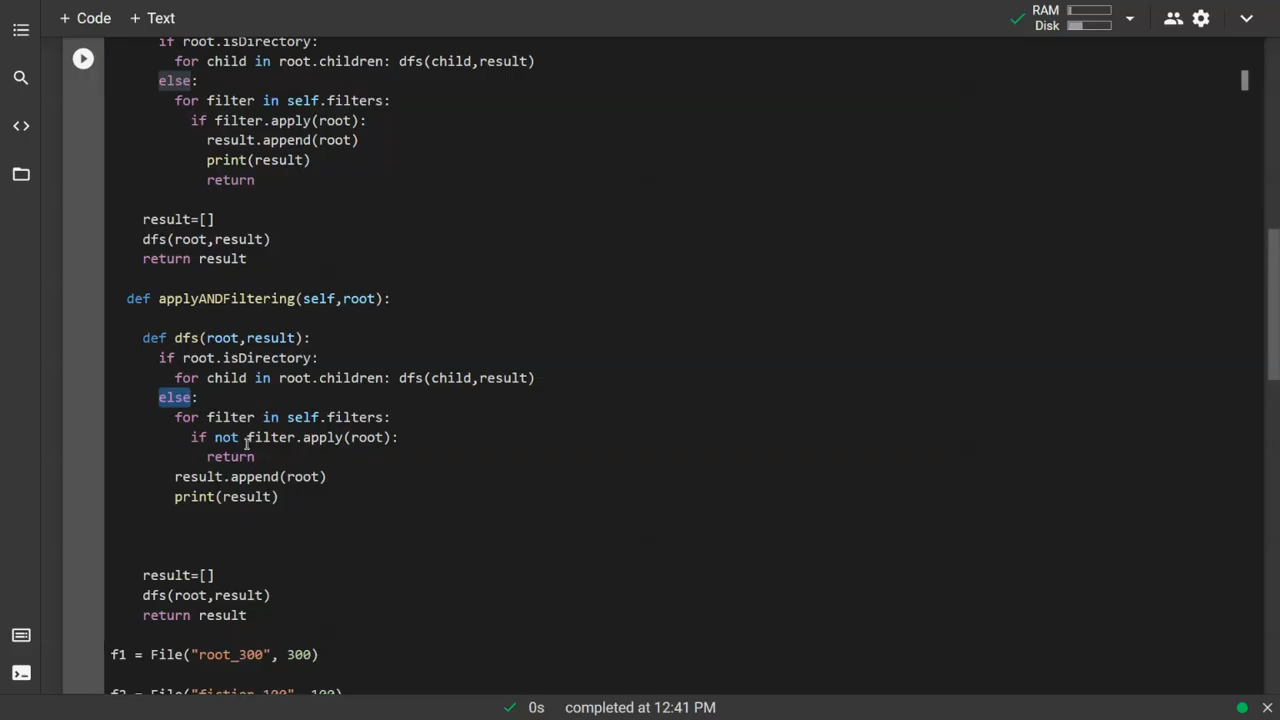 + Code + Text
RAM
Disk
if root.isDirectory:
for child in root.children: dfs(child,result)
else:
for filter in self.filters:
if filter.apply(root):
result.append(root)
print(result)
return
result=[]
dfs(root,result)
return result
def applyANDFiltering(self,root):
def dfs(root,result):
if root.isDirectory:
for child in root.children: dfs(child,result)
else:
for filter in self.filters:
if not filter.apply(root):
return
result.append(root)
print(result)
result=[]
dfs(root,result)
return result
f1 = File("root_300", 300)
f2 = File("fiction_100", 100)
0s completed at 12:41 PM